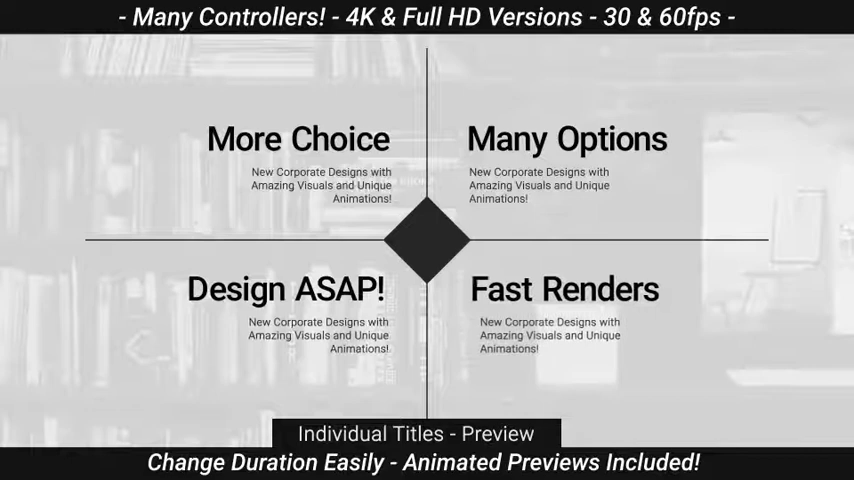 - Many Controllers! - 4K & Full HD Versions - 30 & 60fps -
More Choice
New Corporate Designs with
Amazing Visuals and Unique
Animations!
Many Options
New Corporate Designs with
Amazing Visuals and Unique
Animations!
Design ASAP!
New Corporate Designs with
Amazing Visuals and Unique
Animations!
Fast Renders
New Corporate Designs with
Amazing Visuals and Unique
Animations!
Individual Titles - Preview
Change Duration Easily - Animated Previews Included!